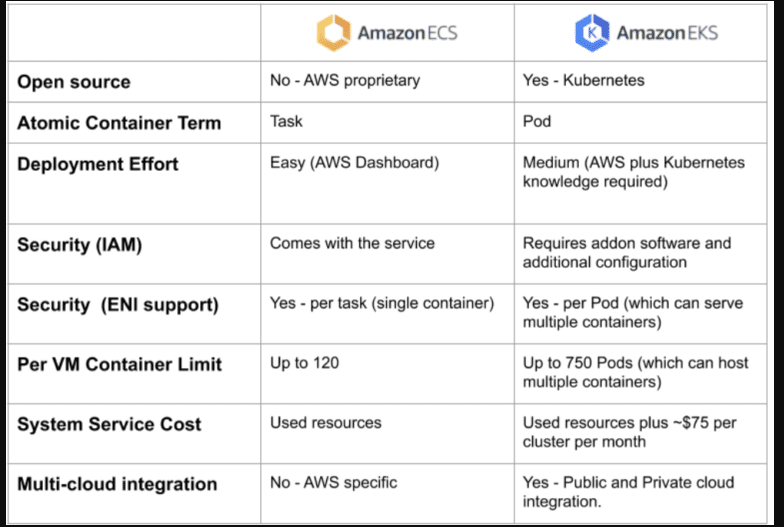 Amazon ECS
Amazon EKS
Open source
No - AWS proprietary
Yes - Kubernetes
Atomic Container Term
Task
Pod
Deployment Effort
Easy (AWS Dashboard)
Medium (AWS plus Kubernetes
knowledge required)
Security (IAM)
Comes with the service
Requires addon software and
additional configuration
Security  (ENI support)
Yes - per task (single container)
Yes - per Pod (which can serve
multiple containers)
Per VM Container Limit
Up to 120
Up to 750 Pods (which can host
multiple containers)
System Service Cost
Used resources
Used resources plus ~$75 per
cluster per month
Multi-cloud integration
No - AWS specific
Yes - Public and Private cloud
integration.